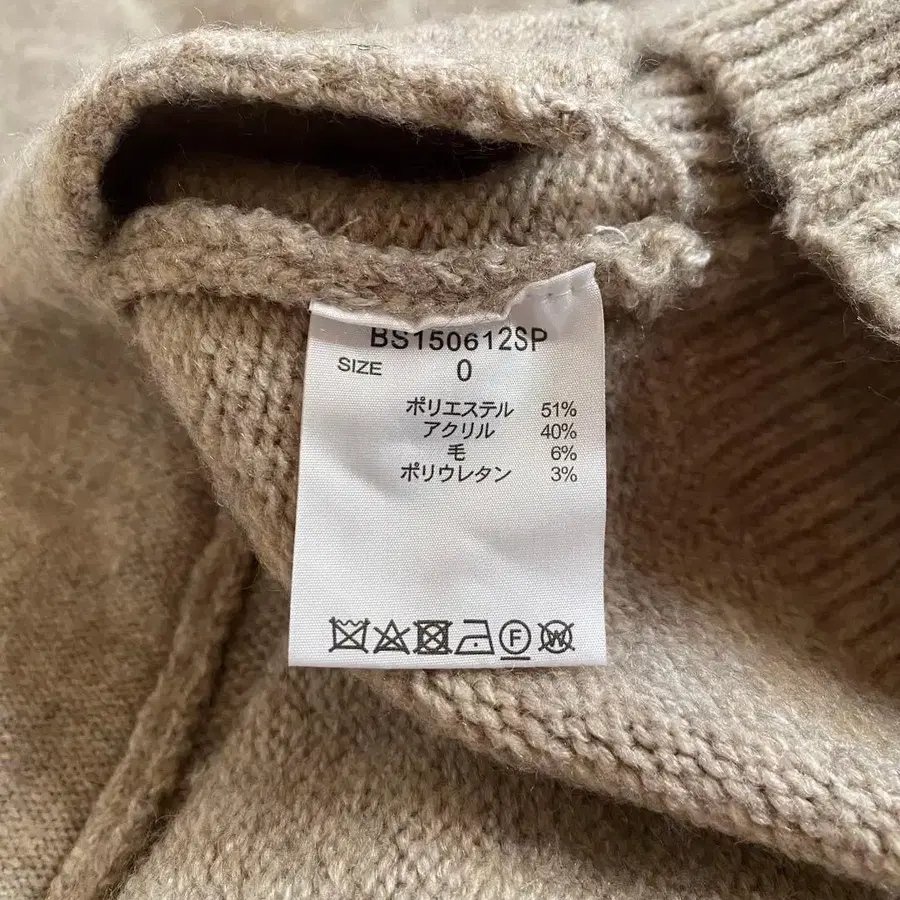 BS150612SP
SIZE 0
ポリエステル 51%
アクリル 40%
毛 6%
ポリウレタン 3%
F W